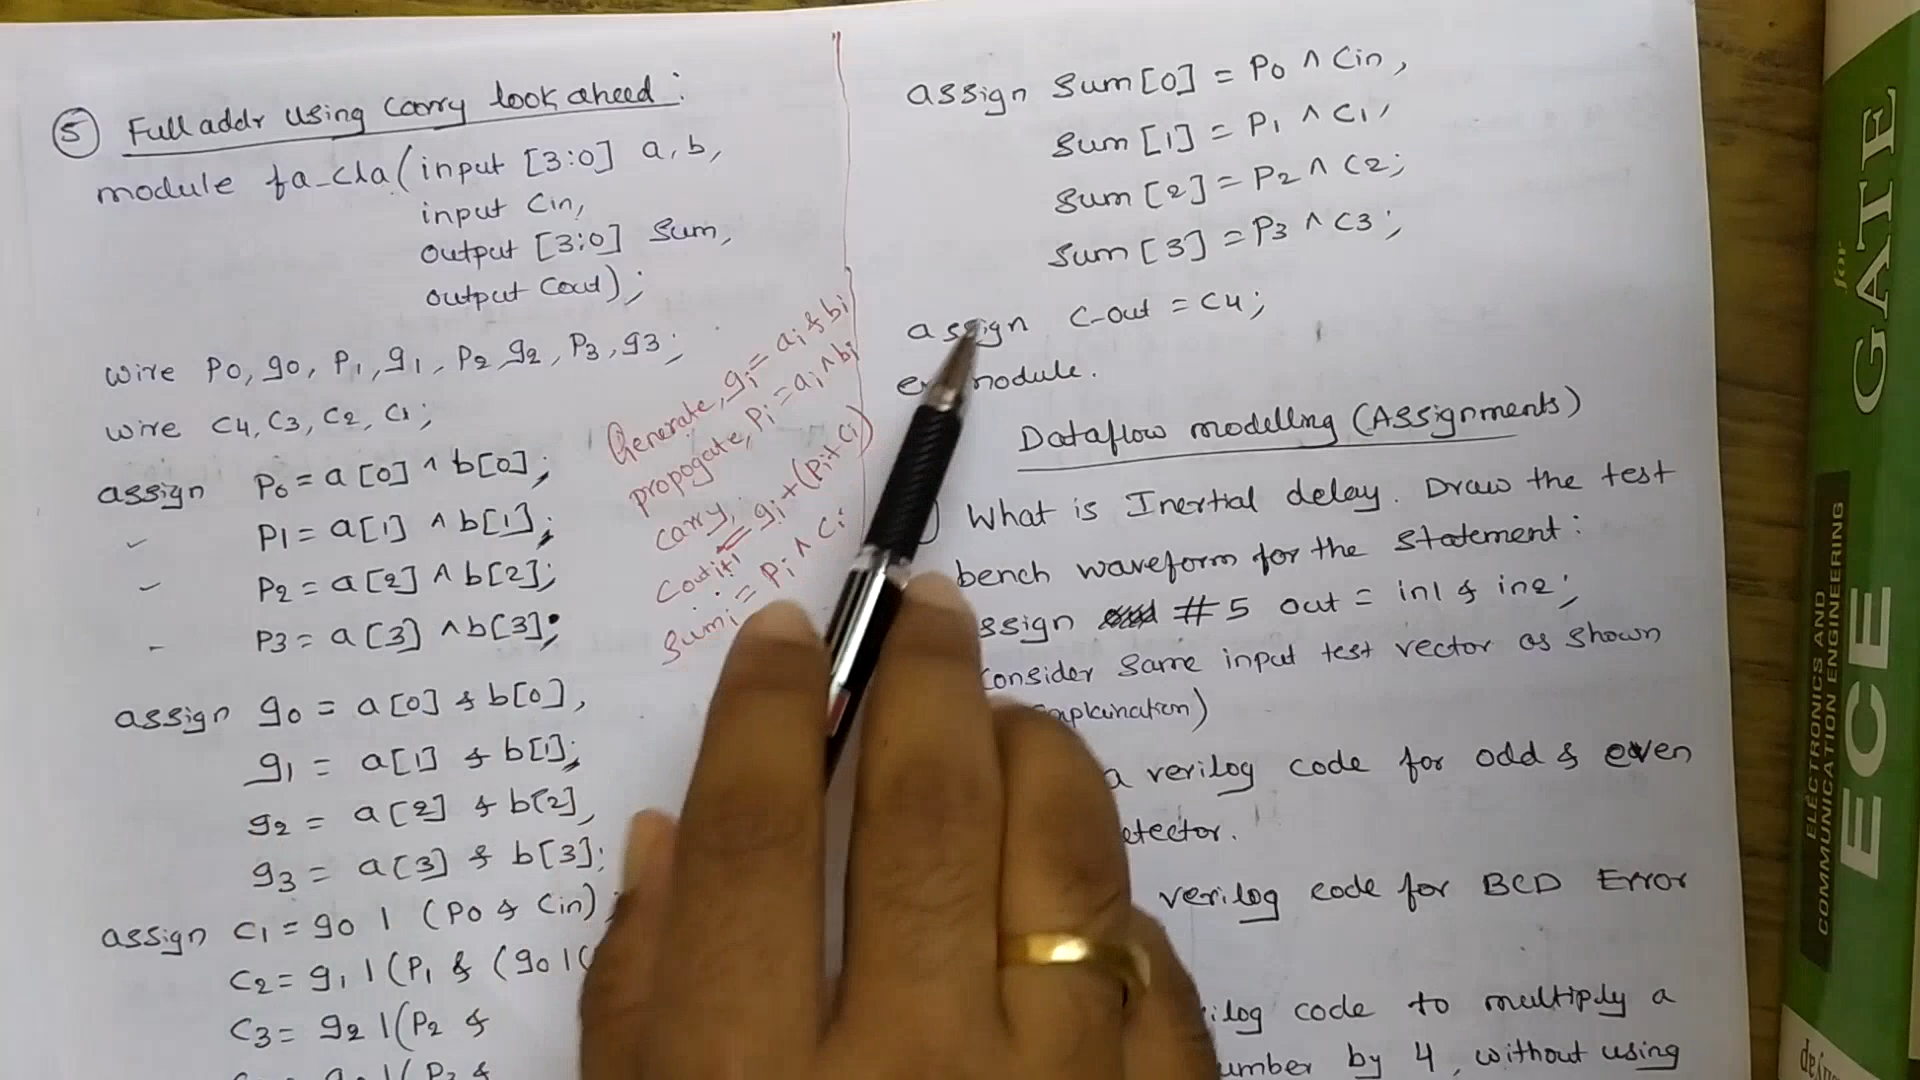 ⑤ Full addr using Carry look ahead :
module fa_cla(input [3:0] a, b,
input Cin,
output [3:0] Sum,
output Cout);
wire P0, g0, P1, g1, P2, g2, P3, g3;
wire C4, C3, C2, C1;
assign P0 = a[0] ^ b[0];
P1 = a[1] ^ b[1];
P2 = a[2] ^ b[2];
P3 = a[3] ^ b[3];
assign g0 = a[0] & b[0],
g1 = a[1] & b[1];
g2 = a[2] & b[2],
g3 = a[3] & b[3];
assign C1 = g0 | (P0 & Cin);
C2 = g1 | (P1 & (g0 | (
C3 = g2 | (P2 &
Generate, gi = ai & bi
propogate, Pi = ai ^ bi
carry,
Couti+1 = gi + (Pi + Ci)
Sumi = Pi ^ Ci
assign Sum[0] = P0 ^ Cin,
Sum[1] = P1 ^ C1,
Sum[2] = P2 ^ C2;
Sum[3] = P3 ^ C3;
assign C-out = C4;
module.
Dataflow modelling (Assignments)
What is Inertial delay. Draw the test
bench waveform for the statement :
ssign #5 out = in1 & in2;
onsider same input test vector as shown
a verilog code for odd & even
etector.
verilog code for BCD Error
ilog code to multiply a
umber by 4, without using
for
GATE
ELECTRONICS AND
COMMUNICATION ENGINEERING
ECE